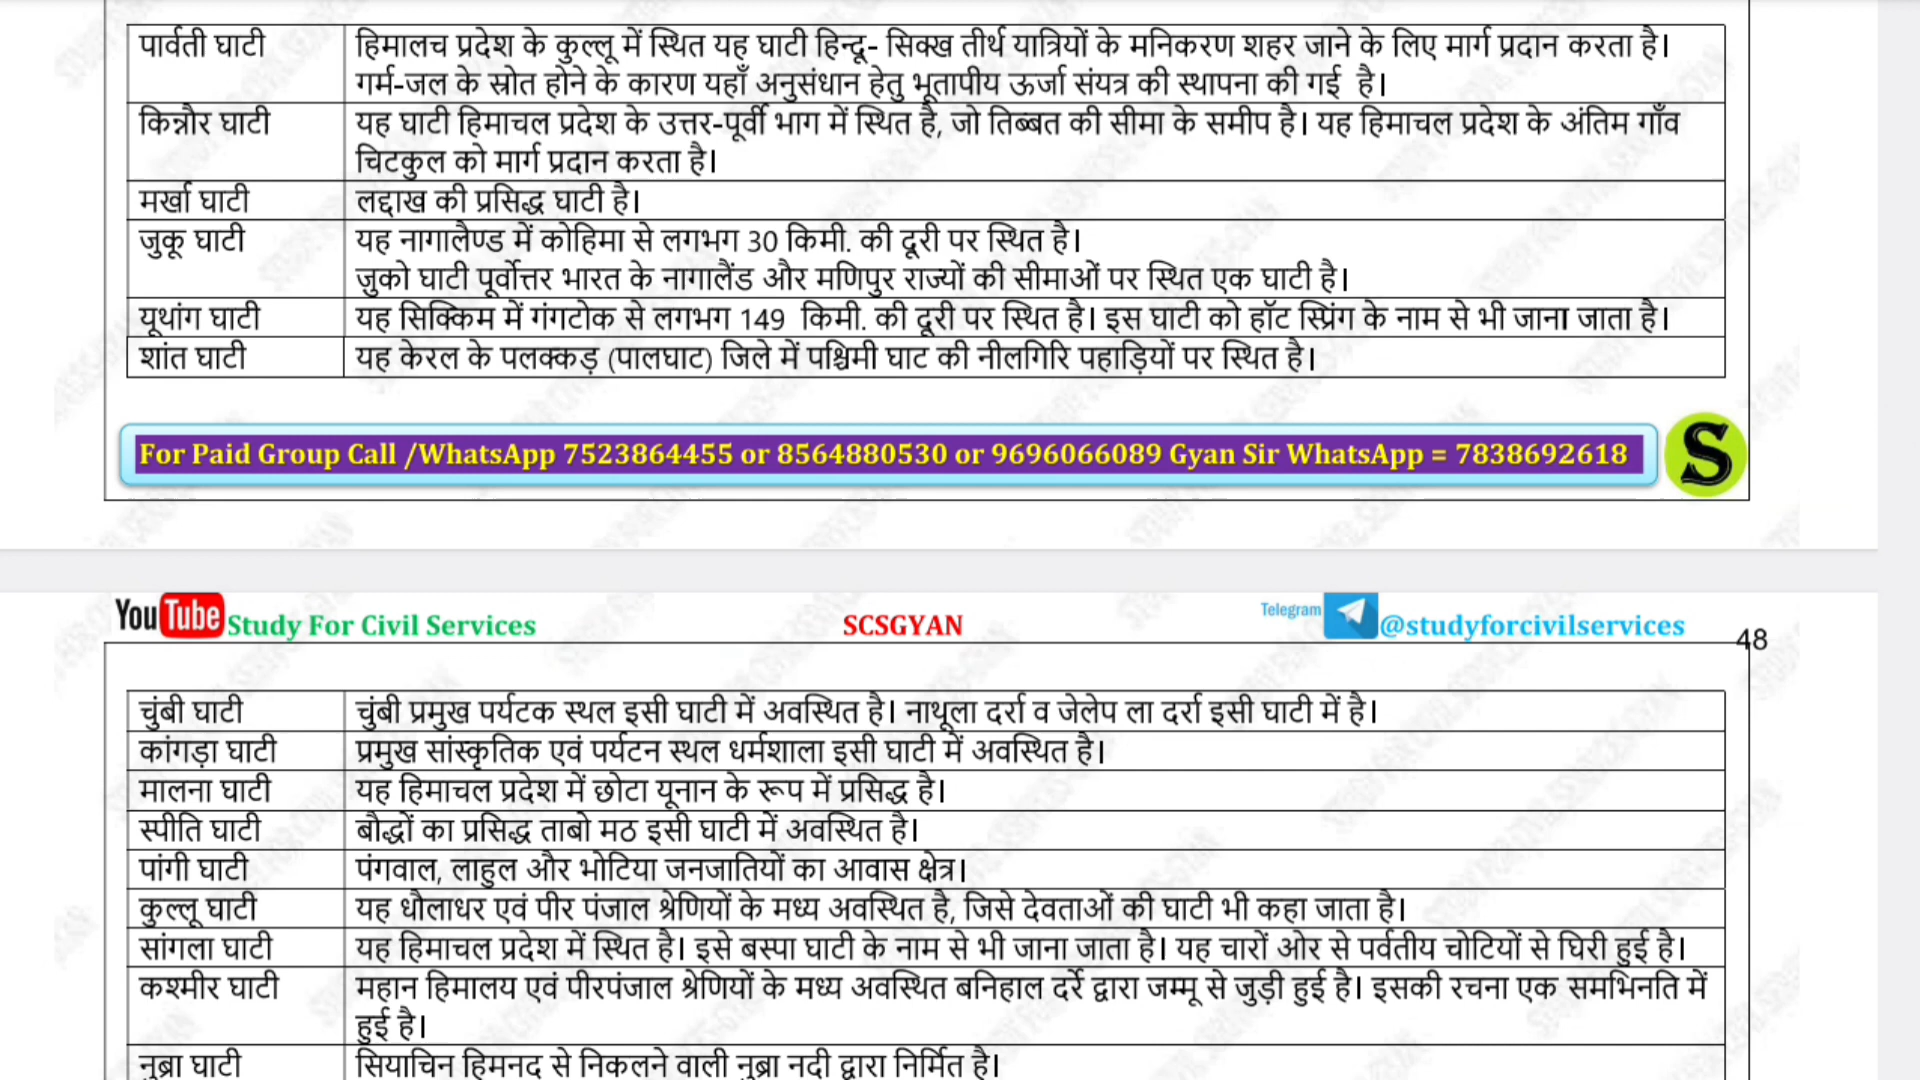 पार्वती घाटी हिमालच प्रदेश के कुल्लू में स्थित यह घाटी हिन्दू- सिक्ख तीर्थ यात्रियों के मनिकरण शहर जाने के लिए मार्ग प्रदान करता है।
गर्म-जल के स्रोत होने के कारण यहाँ अनुसंधान हेतु भूतापीय ऊर्जा संयत्र की स्थापना की गई है।
किन्नौर घाटी यह घाटी हिमाचल प्रदेश के उत्तर-पूर्वी भाग में स्थित है, जो तिब्बत की सीमा के समीप है। यह हिमाचल प्रदेश के अंतिम गाँव
चिटकुल को मार्ग प्रदान करता है।
मर्खा घाटी लद्दाख की प्रसिद्ध घाटी है।
जुकू घाटी यह नागालैण्ड में कोहिमा से लगभग 30 किमी. की दूरी पर स्थित है।
ज़ुको घाटी पूर्वोत्तर भारत के नागालैंड और मणिपुर राज्यों की सीमाओं पर स्थित एक घाटी है।
यूथांग घाटी यह सिक्किम में गंगटोक से लगभग 149 किमी. की दूरी पर स्थित है। इस घाटी को हॉट स्प्रिंग के नाम से भी जाना जाता है।
शांत घाटी यह केरल के पलक्कड़ (पालघाट) जिले में पश्चिमी घाट की नीलगिरि पहाड़ियों पर स्थित है।
For Paid Group Call /WhatsApp 7523864455 or 8564880530 or 9696066089 Gyan Sir WhatsApp = 7838692618
S
YouTube Study For Civil Services SCSGYAN Telegram @studyforcivilservices
48
चुंबी घाटी चुंबी प्रमुख पर्यटक स्थल इसी घाटी में अवस्थित है। नाथूला दर्रा व जेलेप ला दर्रा इसी घाटी में है।
कांगड़ा घाटी प्रमुख सांस्कृतिक एवं पर्यटन स्थल धर्मशाला इसी घाटी में अवस्थित है।
मालना घाटी यह हिमाचल प्रदेश में छोटा यूनान के रूप में प्रसिद्ध है।
स्पीति घाटी बौद्धों का प्रसिद्ध ताबो मठ इसी घाटी में अवस्थित है।
पांगी घाटी पंगवाल, लाहुल और भोटिया जनजातियों का आवास क्षेत्र।
कुल्लू घाटी यह धौलाधर एवं पीर पंजाल श्रेणियों के मध्य अवस्थित है, जिसे देवताओं की घाटी भी कहा जाता है।
सांगला घाटी यह हिमाचल प्रदेश में स्थित है। इसे बस्पा घाटी के नाम से भी जाना जाता है। यह चारों ओर से पर्वतीय चोटियों से घिरी हुई है।
कश्मीर घाटी महान हिमालय एवं पीरपंजाल श्रेणियों के मध्य अवस्थित बनिहाल दर्रे द्वारा जम्मू से जुड़ी हुई है। इसकी रचना एक समभिनति में
हुई है।
नुब्रा घाटी सियाचिन हिमनद से निकलने वाली नुब्रा नदी द्वारा निर्मित है।